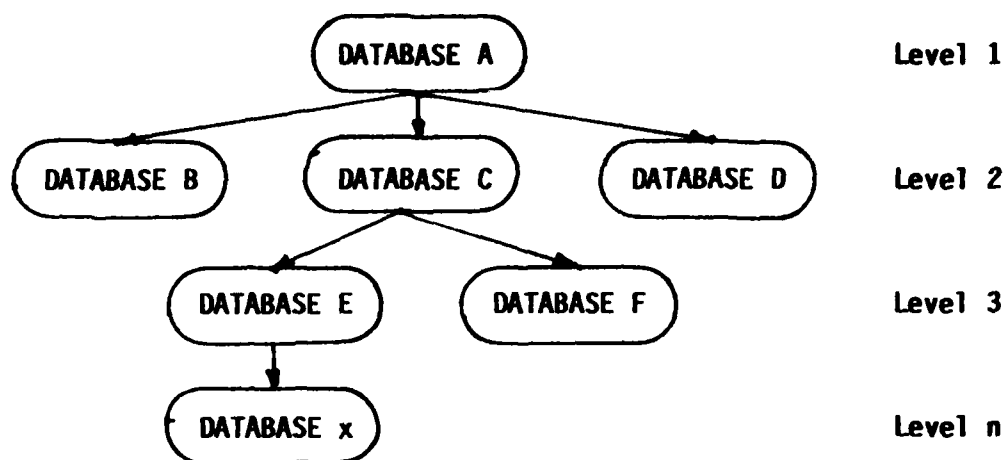 DATABASE A Level 1
DATABASE B DATABASE C DATABASE D Level 2
DATABASE E DATABASE F Level 3
DATABASE x Level n